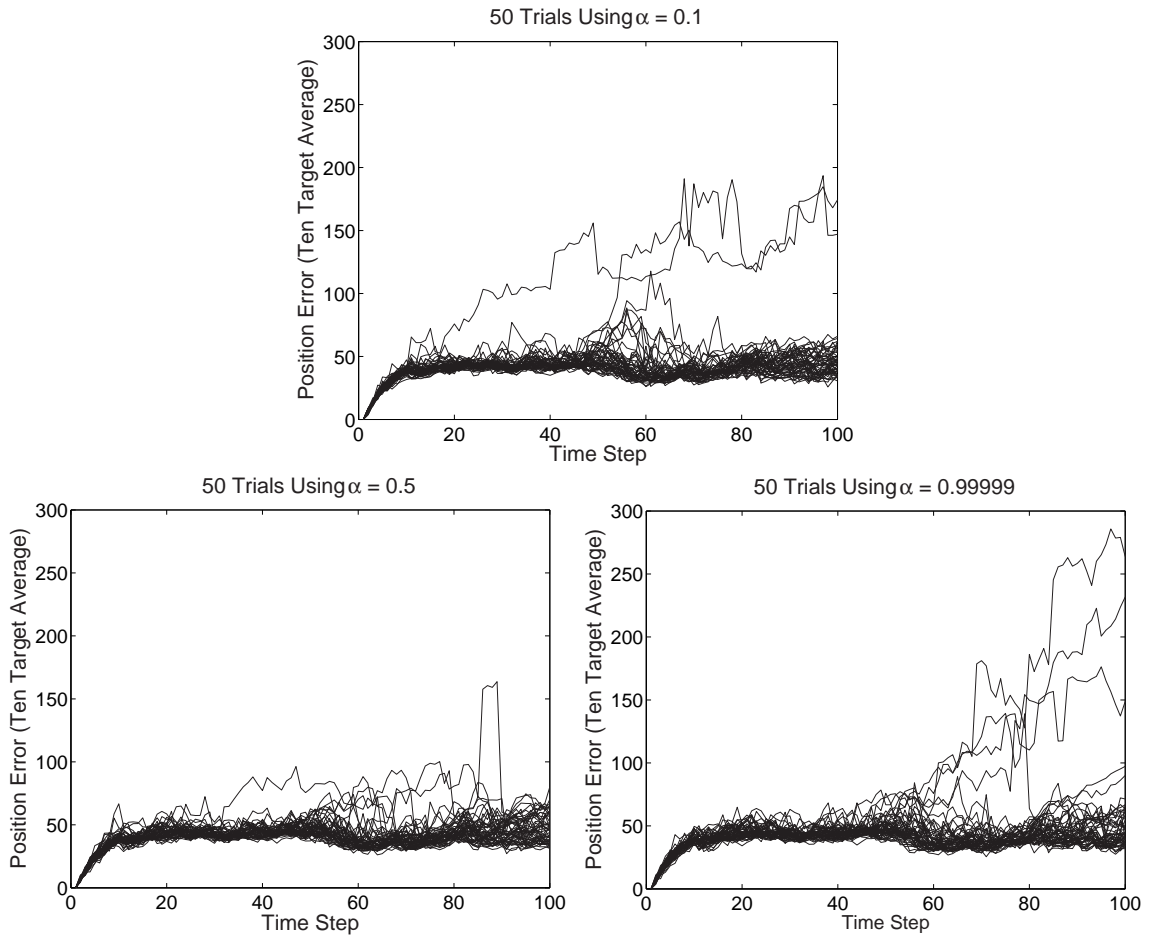 50 Trials Using α = 0.1
Position Error (Ten Target Average)
300
250
200
150
100
50
0
0 20 40 60 80 100
Time Step
50 Trials Using α = 0.5
Position Error (Ten Target Average)
300
250
200
150
100
50
0
0 20 40 60 80 100
Time Step
50 Trials Using α = 0.99999
Position Error (Ten Target Average)
300
250
200
150
100
50
0
0 20 40 60 80 100
Time Step